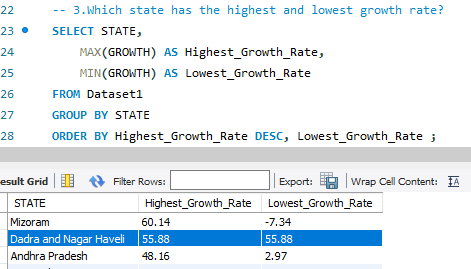 22 -- 3.Which state has the highest and lowest growth rate?
23 SELECT STATE,
24 MAX(GROWTH) AS Highest_Growth_Rate,
25 MIN(GROWTH) AS Lowest_Growth_Rate
26 FROM Dataset1
27 GROUP BY STATE
28 ORDER BY Highest_Growth_Rate DESC, Lowest_Growth_Rate ;
esult Grid Filter Rows: Export: Wrap Cell Content:
STATE Highest_Growth_Rate Lowest_Growth_Rate
Mizoram 60.14 -7.34
Dadra and Nagar Haveli 55.88 55.88
Andhra Pradesh 48.16 2.97